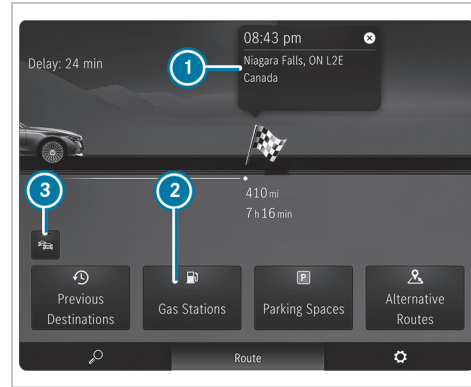 08:43 pm
Delay: 24 min
1
Niagara Falls, ON L2E
Canada
3
2
410 mi
7 h 16 min
P
Previous
Destinations
Gas Stations
Parking Spaces
Alternative
Routes
Route